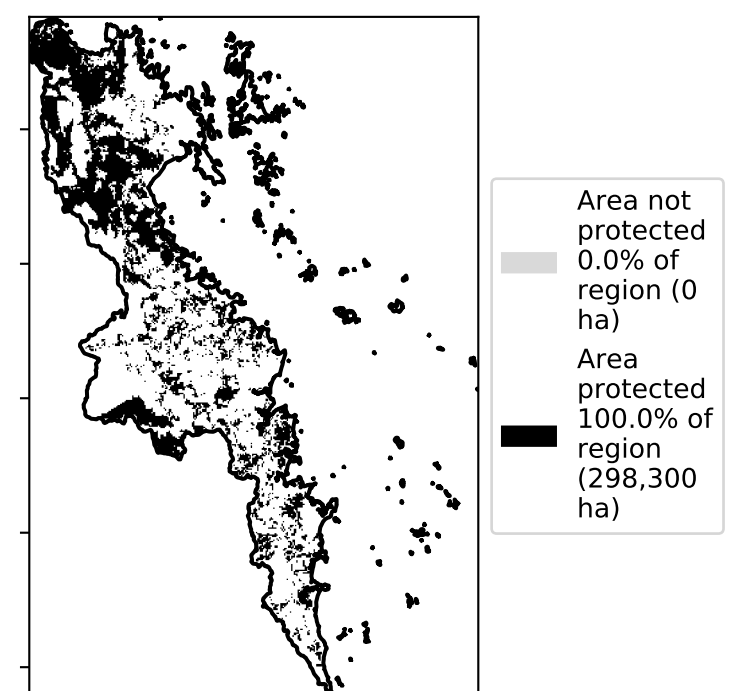 Area not
protected
0.0% of
region (0
ha)
Area
protected
100.0% of
region
(298,300
ha)